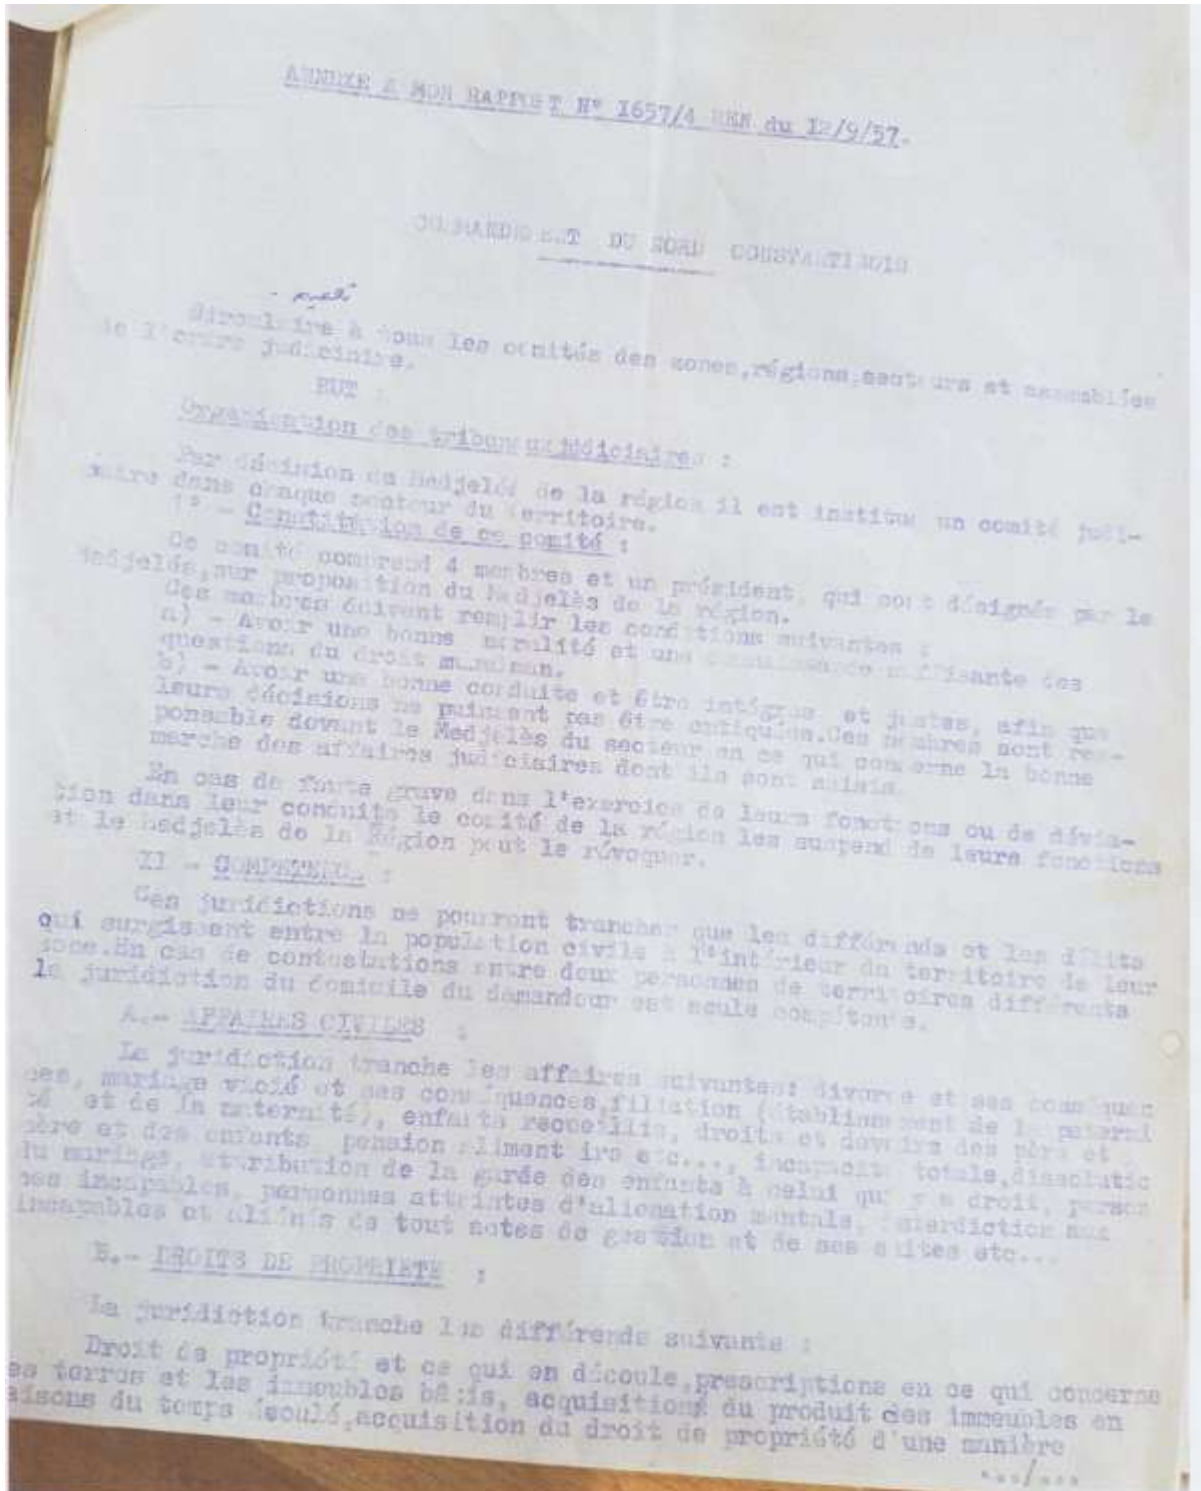 ANNEXE A MON RAPPORT N° 1657/4 REN du 12/9/57.
COMMANDEMENT DU NORD CONSTANTINOIS
Circulaire à tous les comités des zones,régions,secteurs et assemblées
de l'ordre judiciaire.
BUT :
Organisation des tribunaux judiciaires :
Par décision du Medjelès de la région il est institué un comité judi-
ciaire dans chaque secteur du territoire.
1° - Constitution de ce comité :
Ce comité comprend 4 membres et un président, qui sont désignés par le
Medjelès,sur proposition du Medjelès de la région.
Ces membres doivent remplir les conditions suivantes :
a) - Avoir une bonne moralité et une connaissance suffisante des
questions du droit musulman.
b) - Avoir une bonne conduite et être intègres et justes, afin que
leurs décisions ne puissent pas être critiquées.Ces membres sont res-
ponsable devant le Medjelès du secteur en ce qui concerne la bonne
marche des affaires judiciaires dont ils sont saisis.
En cas de faute grave dans l'exercice de leurs fonctions ou de dévia-
tion dans leur conduite le comité de la région les suspend de leurs fonctions
et le Medjelès de la Région peut le révoquer.
II - COMPETENCE :
Ces juridictions ne pourront trancher que les différends et les délits
qui surgissent entre la population civile à l'intérieur du territoire de leur
zone.En cas de contestations entre deux personnes de territoires différents
la juridiction du domicile du demandeur est seule compétente.
A.- AFFAIRES CIVILES :
La juridiction tranche les affaires suivantes: divorce et ses conséquen
ces, mariage vicié et ses conséquences,filiation (établissement de la paterni
té et de la maternité), enfants recueillis, droits et devoirs des père et
mère et des enfants pension alimentaires etc..., incapacité totale,dissolutio
du mariage, attribution de la garde des enfants à celui qui y a droit, person
nes incapables, personnes atteintes d'aliénation mentale, interdiction aux
incapables et aliénés de tout actes de gestion et de ses suites etc...
B.- DROITS DE PROPRIETE :
La juridiction tranche les différends suivants :
Droit de propriété et ce qui en découle,prescriptions en ce qui concerne
es terres et les immeubles bâtis, acquisitions du produit des immeubles en
aisons du temps écoulé,acquisition du droit de propriété d'une manière
.../...